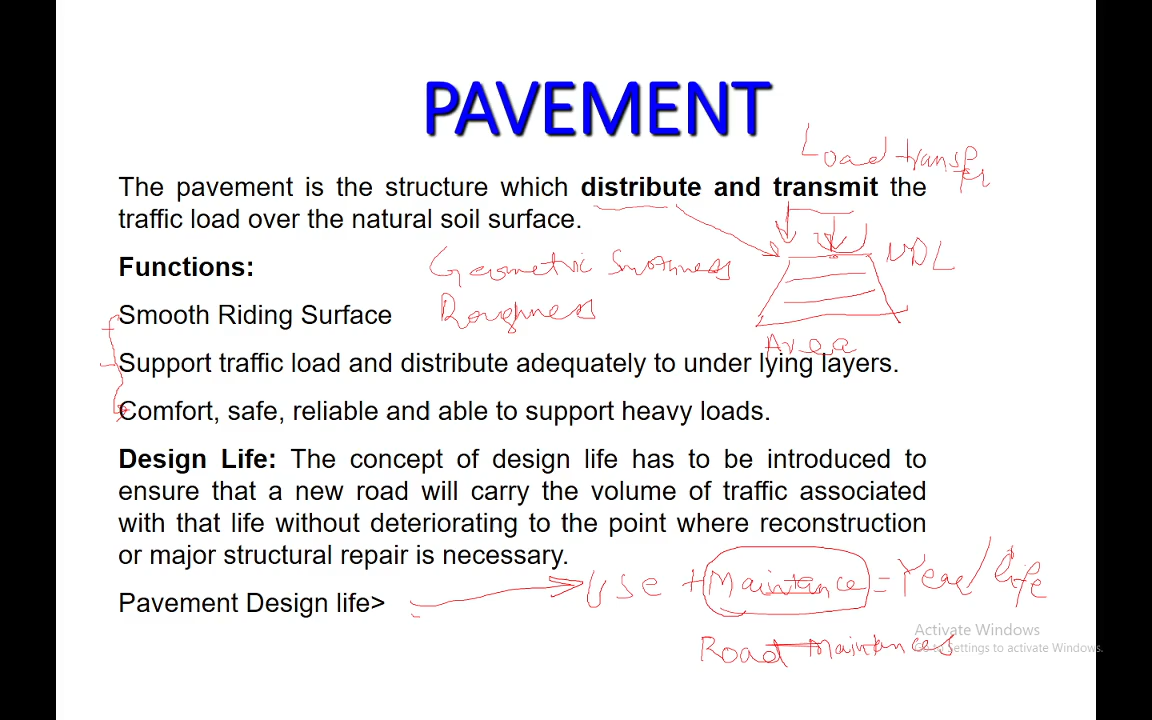 PAVEMENT
Load transfer
The pavement is the structure which distribute and transmit the
traffic load over the natural soil surface.
UDL
Functions:
Geometric Smothness
Smooth Riding Surface
Roughness
Area
Support traffic load and distribute adequately to under lying layers.
Comfort, safe, reliable and able to support heavy loads.
Design Life: The concept of design life has to be introduced to
ensure that a new road will carry the volume of traffic associated
with that life without deteriorating to the point where reconstruction
or major structural repair is necessary.
Pavement Design life>
Use + Maintance = Year/life
Activate Windows
Go to Settings to activate Windows.
Road Maintances